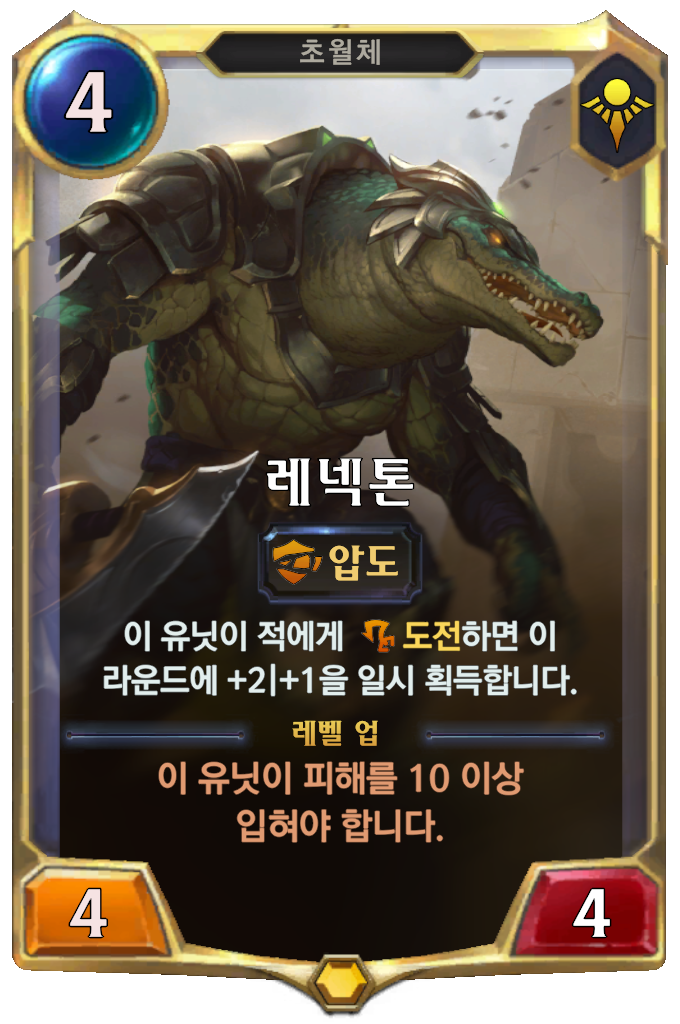 초월체
4
레넥톤
압도
이 유닛이 적에게 도전하면 이
라운드에 +2|+1을 일시 획득합니다.
레벨 업
이 유닛이 피해를 10 이상
입혀야 합니다.
4
4